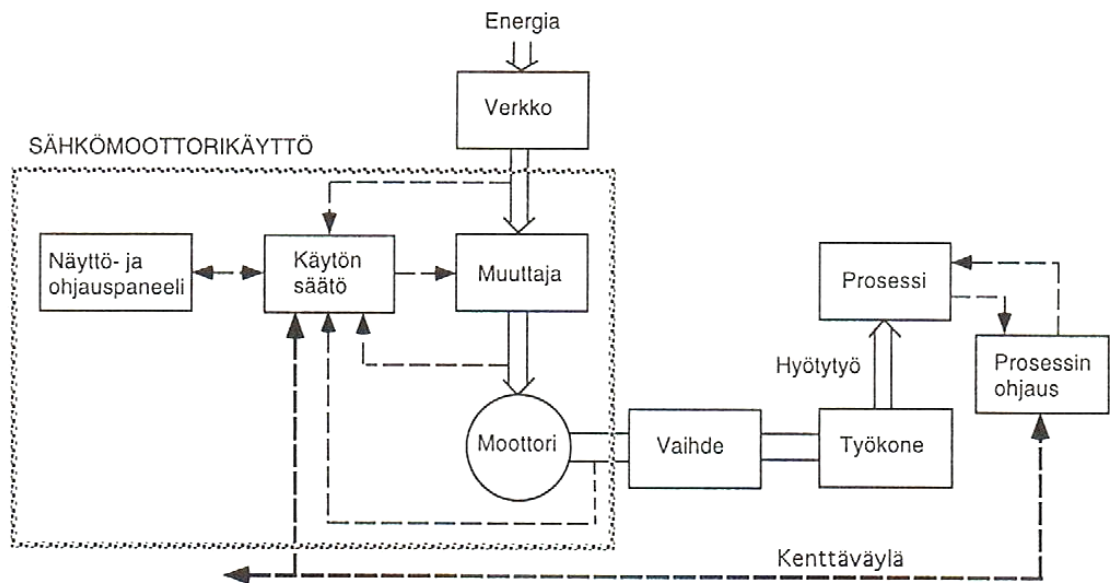 Energia
Verkko
SÄHKÖMOOTTORIKÄYTTÖ
Näyttö- ja
ohjauspaneeli
Käytön
säätö
Muuttaja
Prosessi
Hyötytyö
Prosessin
ohjaus
Moottori
Vaihde
Työkone
Kenttäväylä